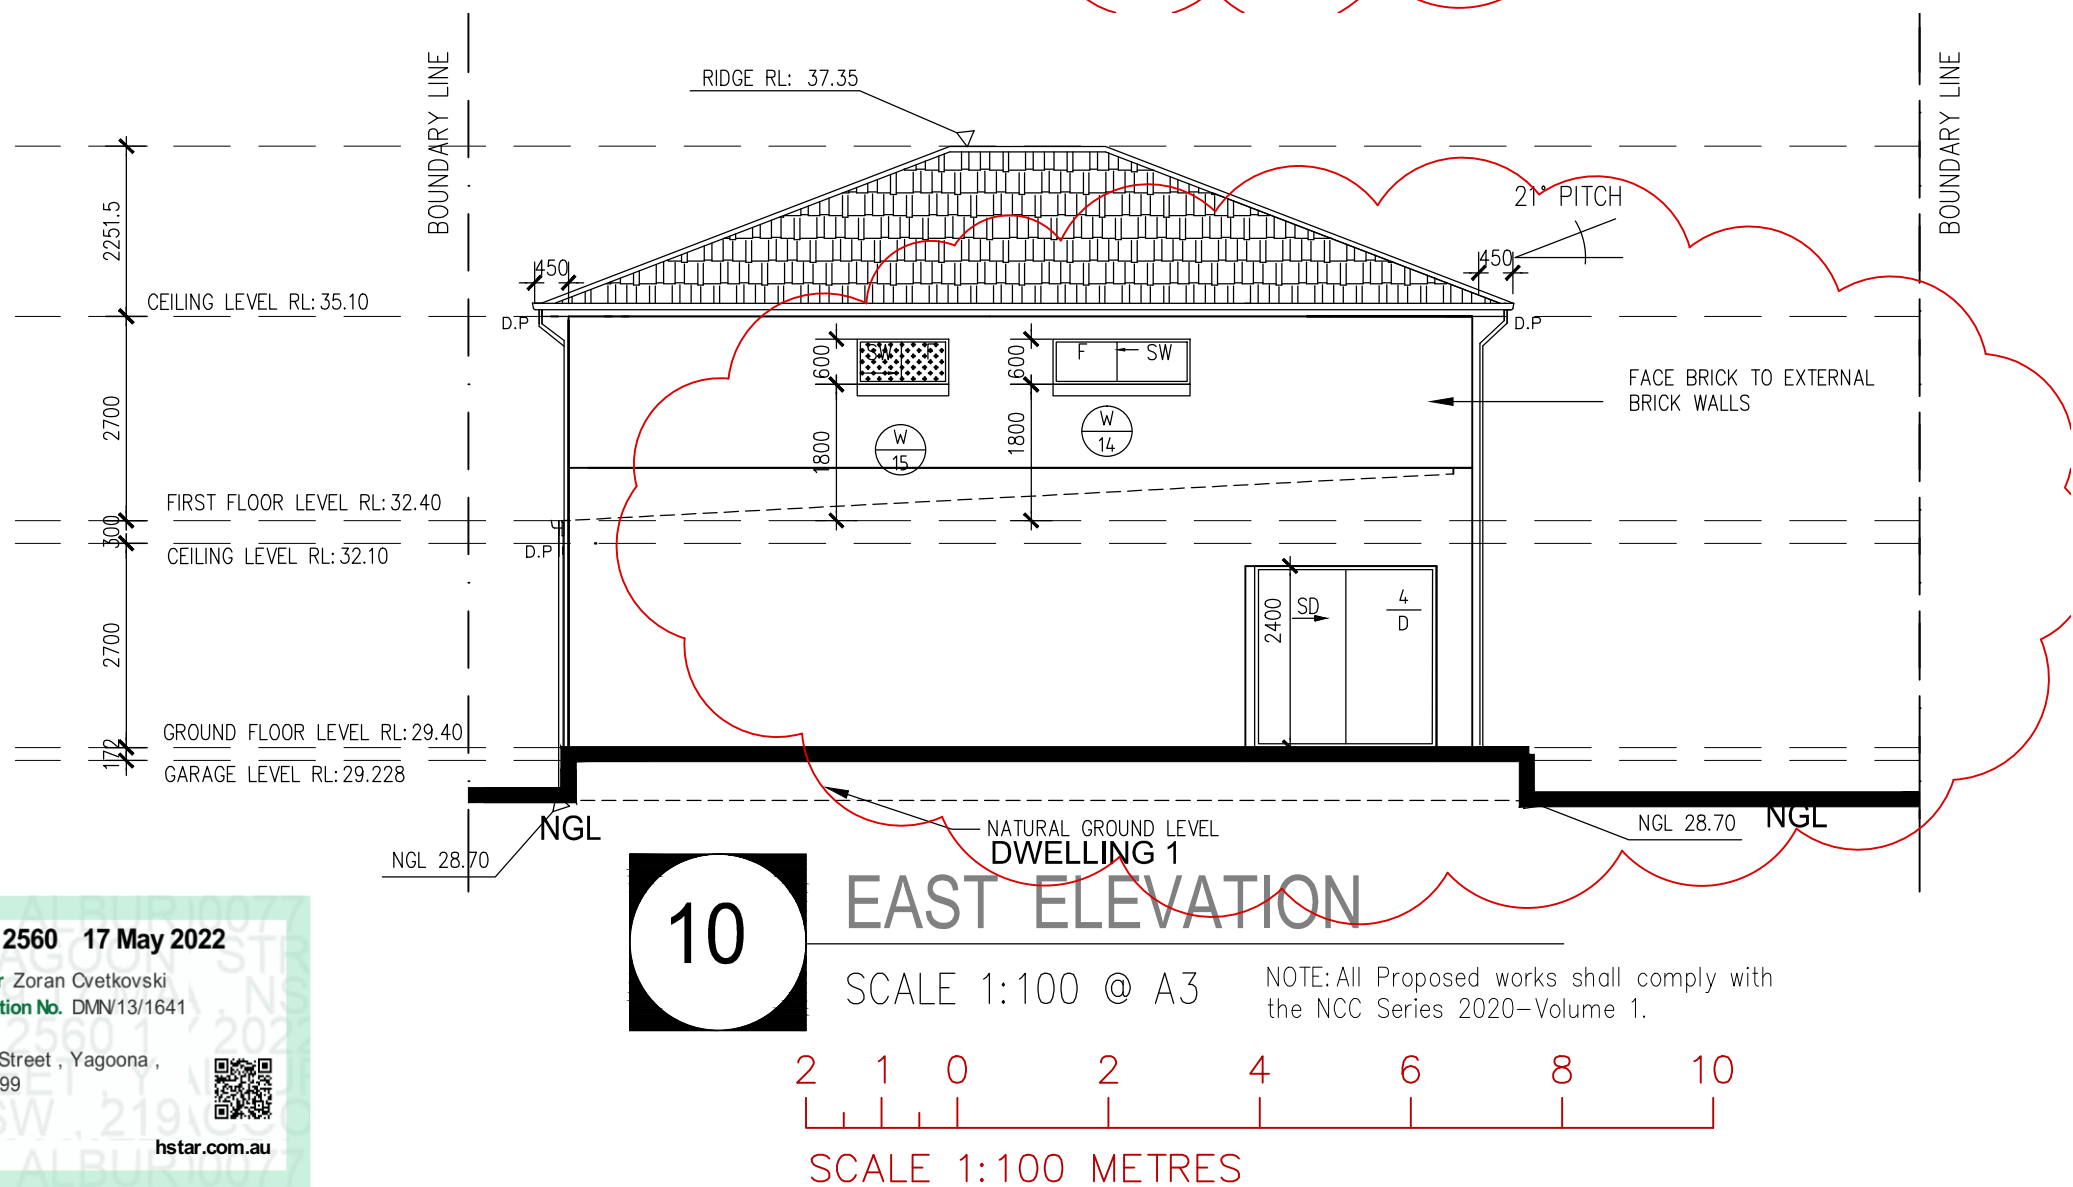 BOUNDARY LINE
RIDGE RL: 37.35
BOUNDARY LINE
2251.5
21° PITCH
450
450
CEILING LEVEL RL: 35.10
D.P
D.P
600
SW
600
F
SW
FACE BRICK TO EXTERNAL
BRICK WALLS
2700
1800
W
15
1800
W
14
FIRST FLOOR LEVEL RL: 32.40
300
CEILING LEVEL RL: 32.10
D.P
2700
2400
SD
4
D
GROUND FLOOR LEVEL RL: 29.40
172
GARAGE LEVEL RL: 29.228
NGL
NGL 28.70
NATURAL GROUND LEVEL
DWELLING 1
NGL 28.70
NGL
10
EAST ELEVATION
SCALE 1:100 @ A3
NOTE: All Proposed works shall comply with
the NCC Series 2020-Volume 1.
2 1 0 2 4 6 8 10
SCALE 1:100 METRES
2560 17 May 2022
r Zoran Cvetkovski
tion No. DMN/13/1641
Street , Yagoona ,
99
hstar.com.au